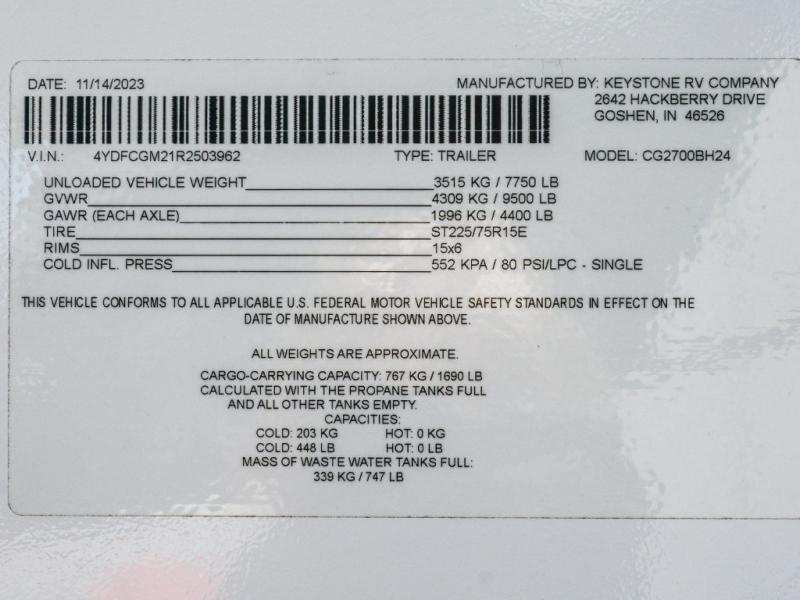 DATE: 11/14/2023
MANUFACTURED BY: KEYSTONE RV COMPANY
2642 HACKBERRY DRIVE
GOSHEN, IN 46526
V.I.N.: 4YDFCGM21R2503962 TYPE: TRAILER MODEL: CG2700BH24
UNLOADED VEHICLE WEIGHT 3515 KG / 7750 LB
GVWR 4309 KG / 9500 LB
GAWR (EACH AXLE) 1996 KG / 4400 LB
TIRE ST225/75R15E
RIMS 15x6
COLD INFL. PRESS 552 KPA / 80 PSI/LPC - SINGLE
THIS VEHICLE CONFORMS TO ALL APPLICABLE U.S. FEDERAL MOTOR VEHICLE SAFETY STANDARDS IN EFFECT ON THE
DATE OF MANUFACTURE SHOWN ABOVE.
ALL WEIGHTS ARE APPROXIMATE.
CARGO-CARRYING CAPACITY: 767 KG / 1690 LB
CALCULATED WITH THE PROPANE TANKS FULL
AND ALL OTHER TANKS EMPTY.
CAPACITIES:
COLD: 203 KG HOT: 0 KG
COLD: 448 LB HOT: 0 LB
MASS OF WASTE WATER TANKS FULL:
339 KG / 747 LB